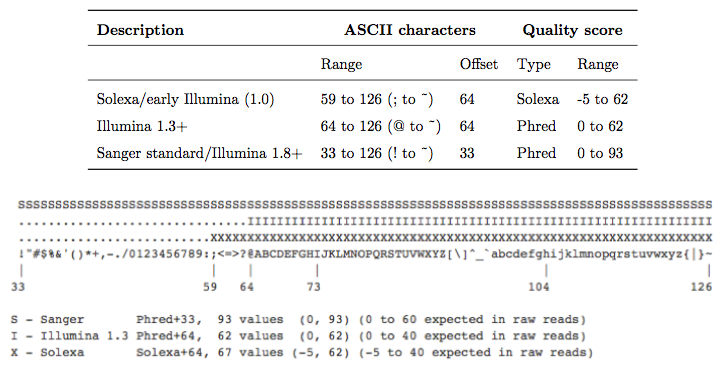 Description ASCII characters Quality score
Range Offset Type Range
Solexa/early Illumina (1.0) 59 to 126 (; to ~) 64 Solexa -5 to 62
Illumina 1.3+ 64 to 126 (@ to ~) 64 Phred 0 to 62
Sanger standard/Illumina 1.8+ 33 to 126 (! to ~) 33 Phred 0 to 93
SSSSSSSSSSSSSSSSSSSSSSSSSSSSSSSSSSSSSSSSSSSSSSSSSSSSSSSSSSSSSSSSSSSSSSSSSSSSSSSSSSSSSSSSSSSSSS
...............................IIIIIIIIIIIIIIIIIIIIIIIIIIIIIIIIIIIIIIIIIIIIIIIIIIIIIIIIIIIIIII
..........................XXXXXXXXXXXXXXXXXXXXXXXXXXXXXXXXXXXXXXXXXXXXXXXXXXXXXXXXXXXXXXXXXXXX
!"#$%&'()*+,-./0123456789:;<=>?@ABCDEFGHIJKLMNOPQRSTUVWXYZ[\]^_`abcdefghijklmnopqrstuvwxyz{|}~
| | | | | |
33 59 64 73 104 126
S - Sanger Phred+33, 93 values (0, 93) (0 to 60 expected in raw reads)
I - Illumina 1.3 Phred+64, 62 values (0, 62) (0 to 40 expected in raw reads)
X - Solexa Solexa+64, 67 values (-5, 62) (-5 to 40 expected in raw reads)